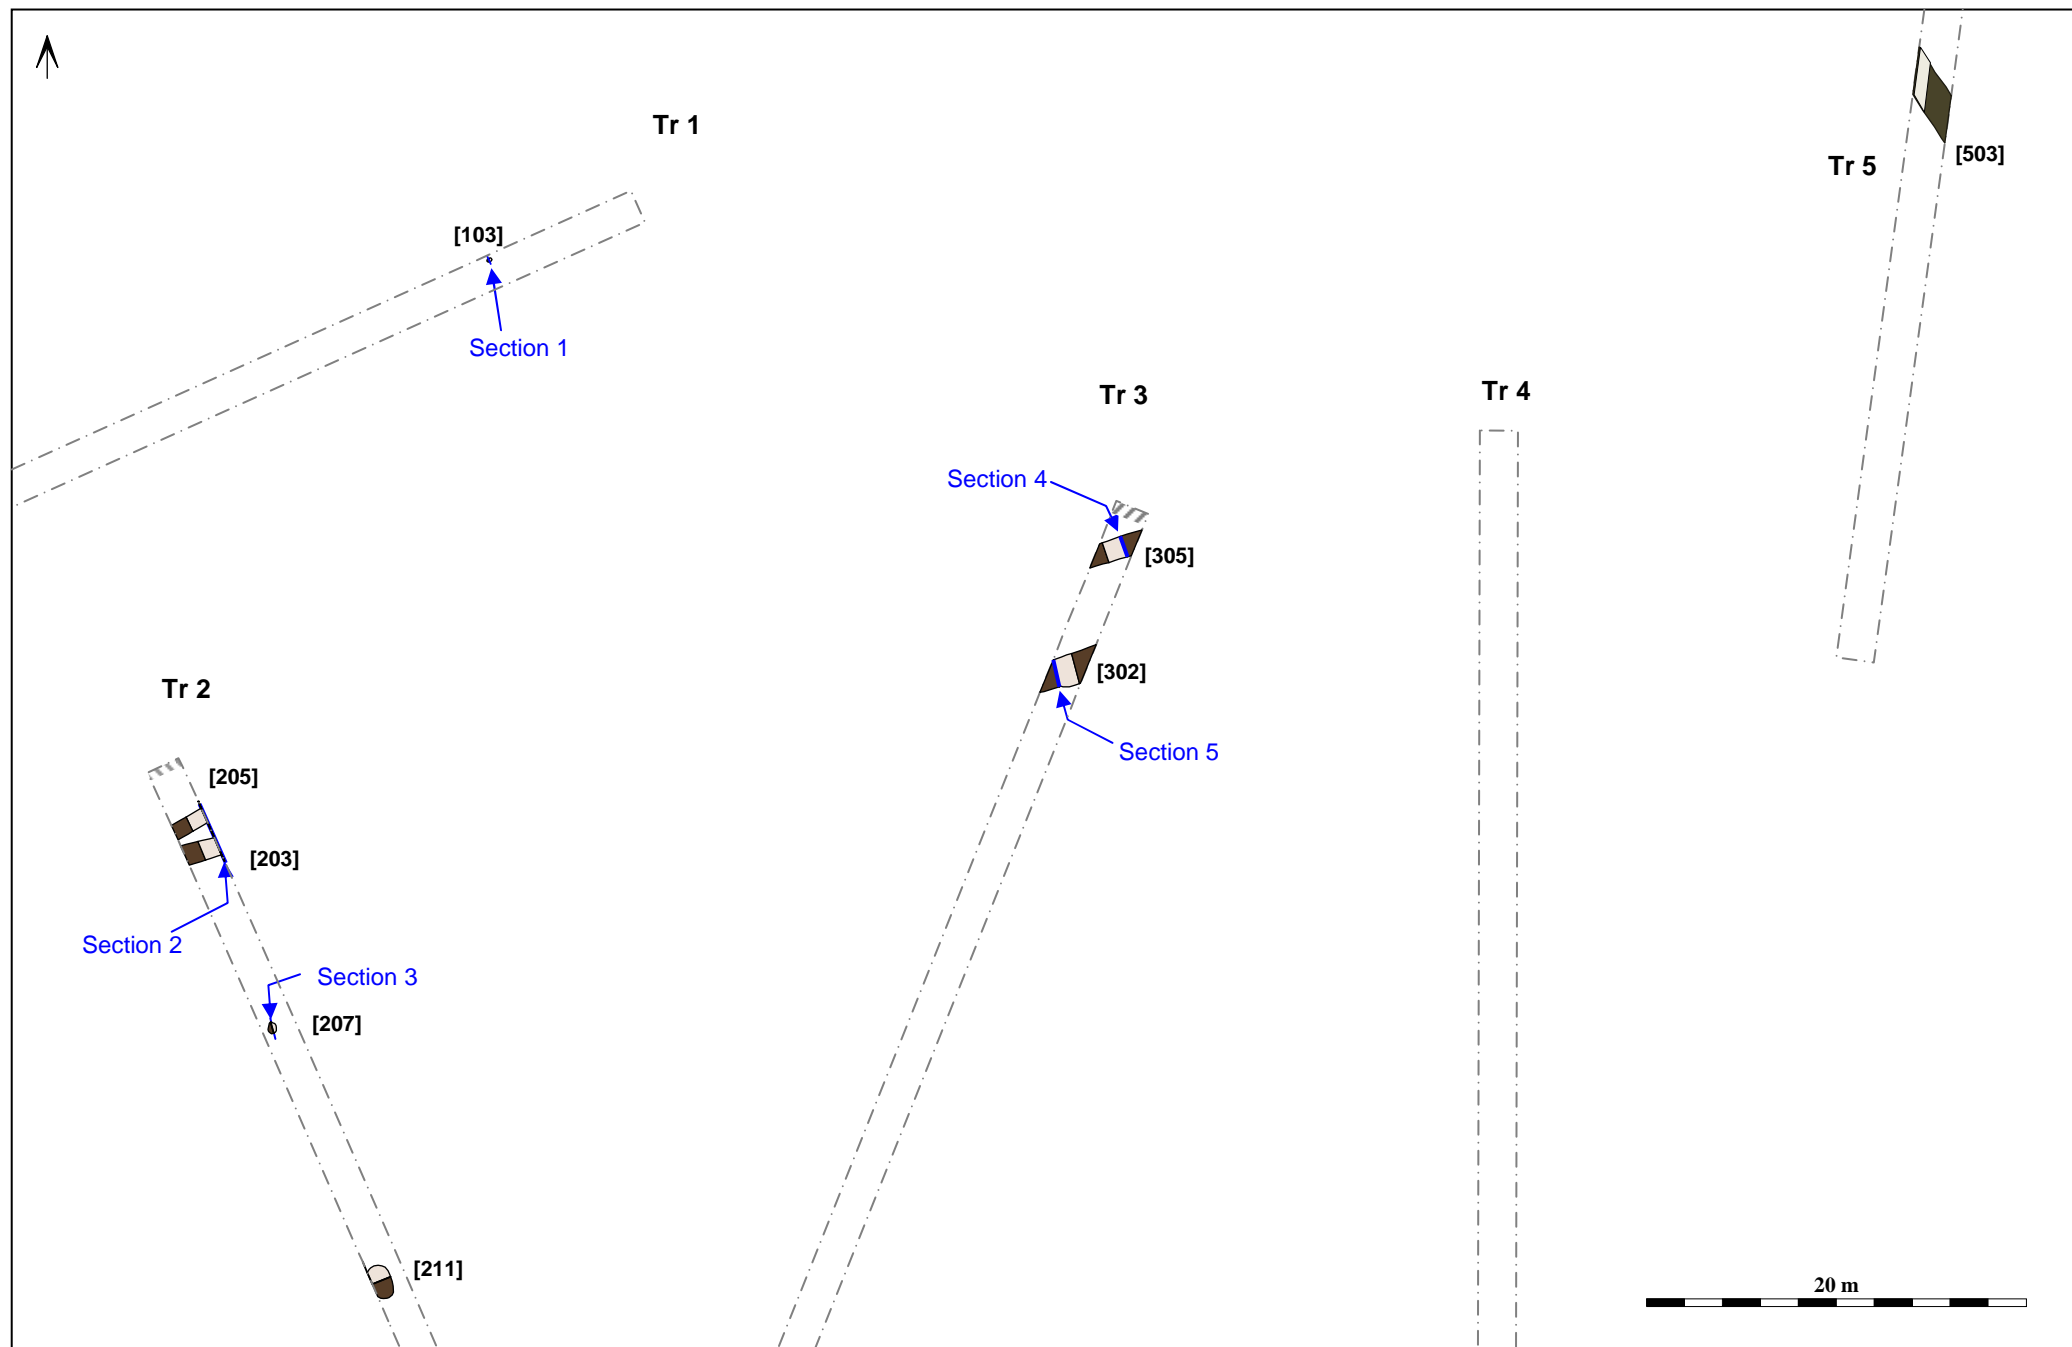 Tr 1
[503]
Tr 5
[103]
Section 1
Tr 3
Tr 4
Section 4
[305]
[302]
Tr 2
Section 5
[205]
[203]
Section 2
Section 3
[207]
[211]
20 m